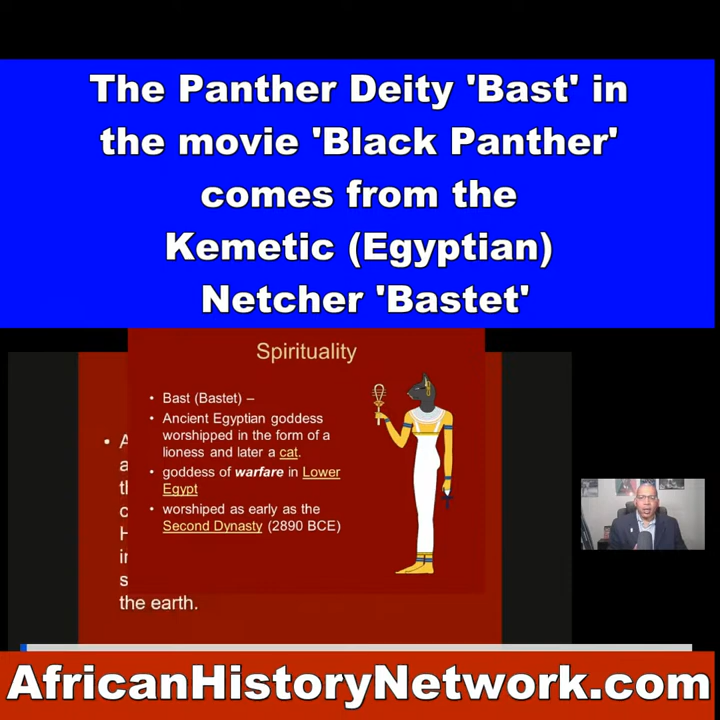 The Panther Deity 'Bast' in
the movie 'Black Panther'
comes from the
Kemetic (Egyptian)
Netcher 'Bastet'
Spirituality
• Bast (Bastet) –
• Ancient Egyptian goddess
worshipped in the form of a
lioness and later a cat.
• goddess of warfare in Lower
Egypt
• worshiped as early as the
Second Dynasty (2890 BCE)
the earth.
AfricanHistoryNetwork.com